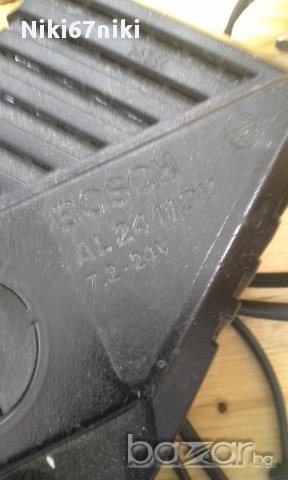 Niki67niki
BOSCH
AL 2411 DV
7,2-24V
bazar.bg